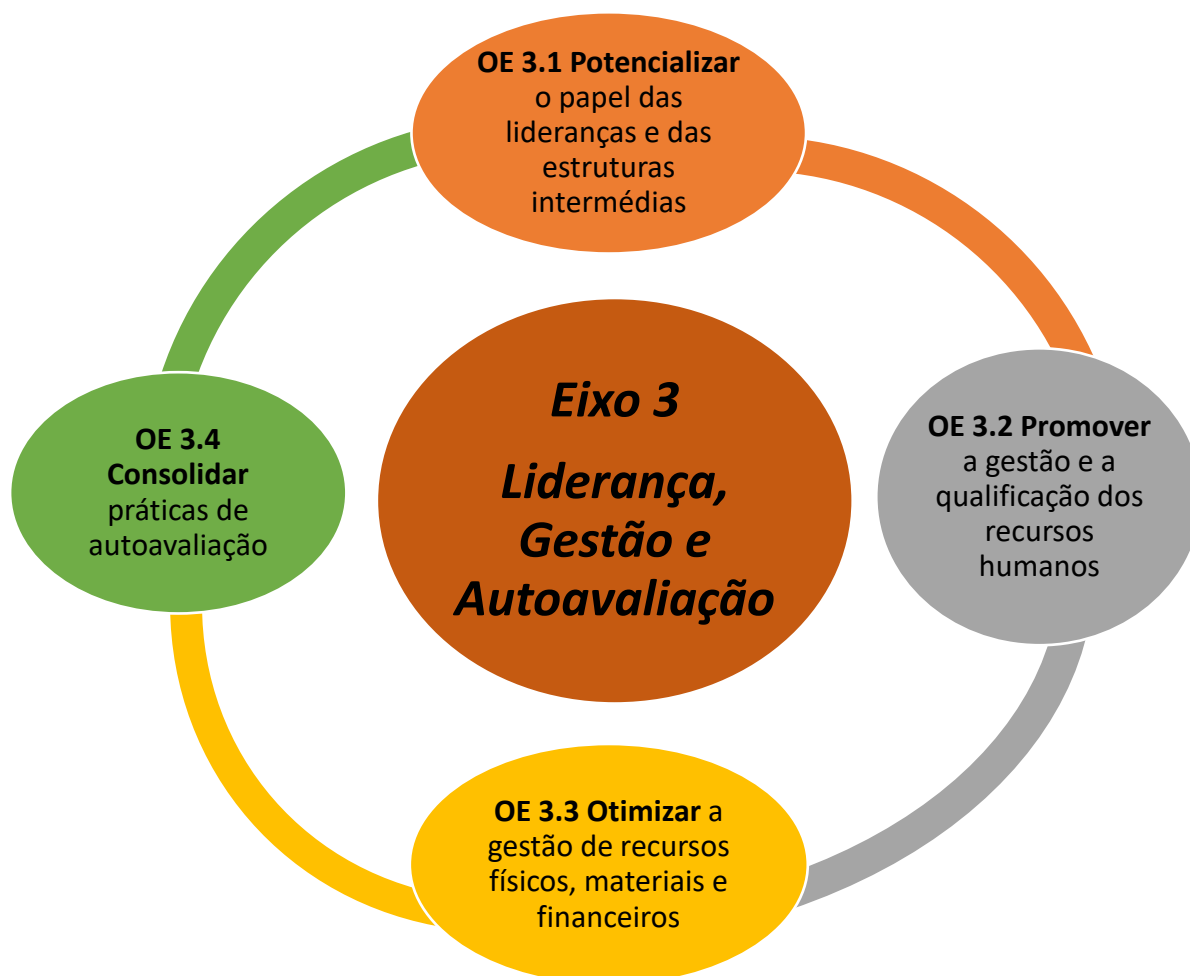 OE 3.1 Potencializar
o papel das
lideranças e das
estruturas
intermédias
Eixo 3
Liderança,
Gestão e
Autoavaliação
OE 3.2 Promover
a gestão e a
qualificação dos
recursos
humanos
OE 3.3 Otimizar a
gestão de recursos
físicos, materiais e
financeiros
OE 3.4
Consolidar
práticas de
autoavaliação